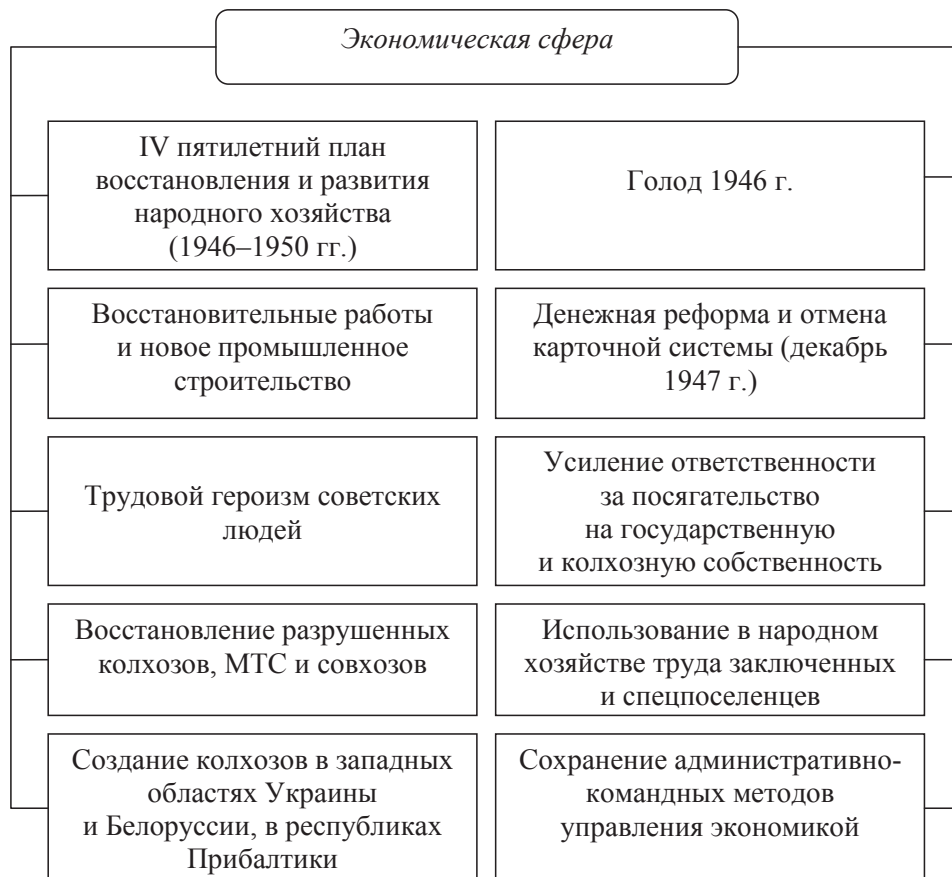 Экономическая сфера
IV пятилетний план
восстановления и развития
народного хозяйства
(1946–1950 гг.)
Голод 1946 г.
Восстановительные работы
и новое промышленное
строительство
Денежная реформа и отмена
карточной системы (декабрь
1947 г.)
Трудовой героизм советских
людей
Усиление ответственности
за посягательство
на государственную
и колхозную собственность
Восстановление разрушенных
колхозов, МТС и совхозов
Использование в народном
хозяйстве труда заключенных
и спецпоселенцев
Создание колхозов в западных
областях Украины
и Белоруссии, в республиках
Прибалтики
Сохранение административно-
командных методов
управления экономикой